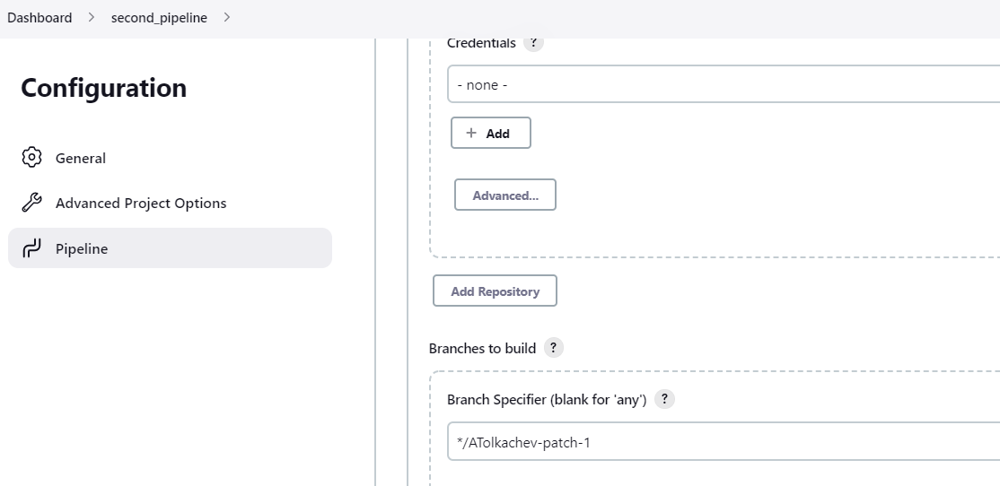 Dashboard > second_pipeline >
Configuration
General
Advanced Project Options
Pipeline
Credentials ?
- none -
+ Add
Advanced...
Add Repository
Branches to build ?
Branch Specifier (blank for 'any') ?
*/ATolkachev-patch-1